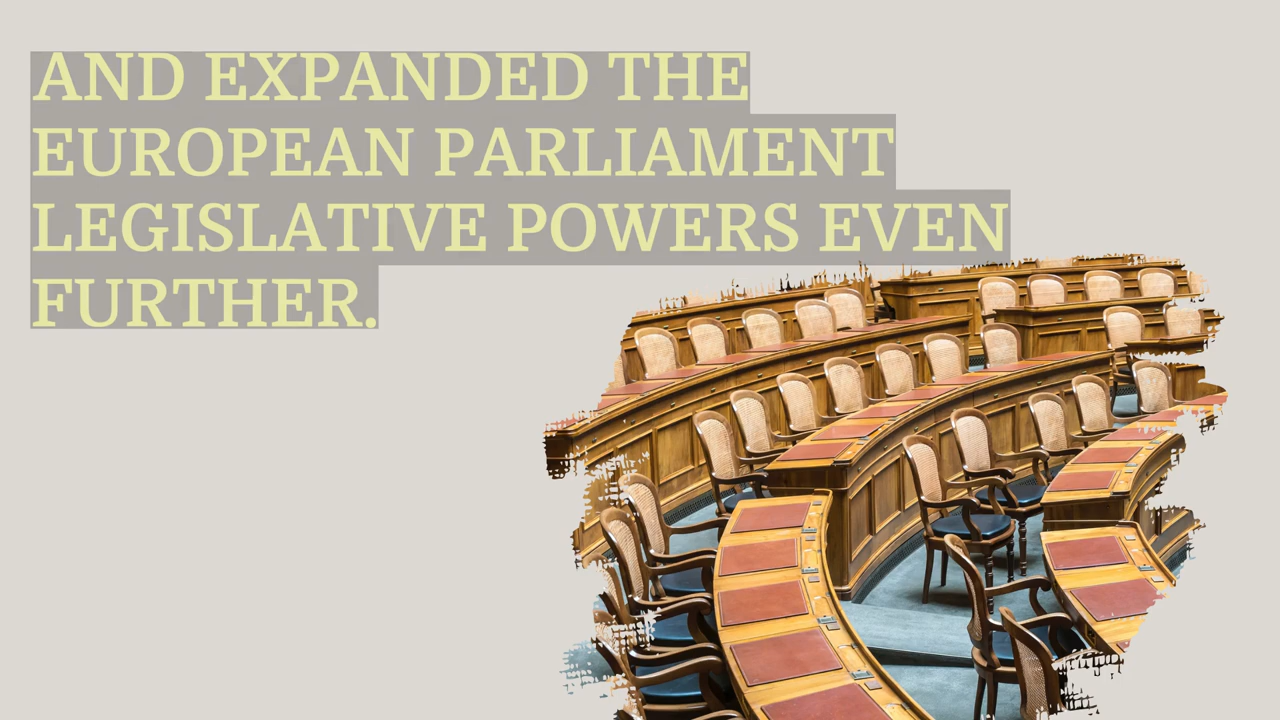 AND EXPANDED THE
EUROPEAN PARLIAMENT
LEGISLATIVE POWERS EVEN
FURTHER.